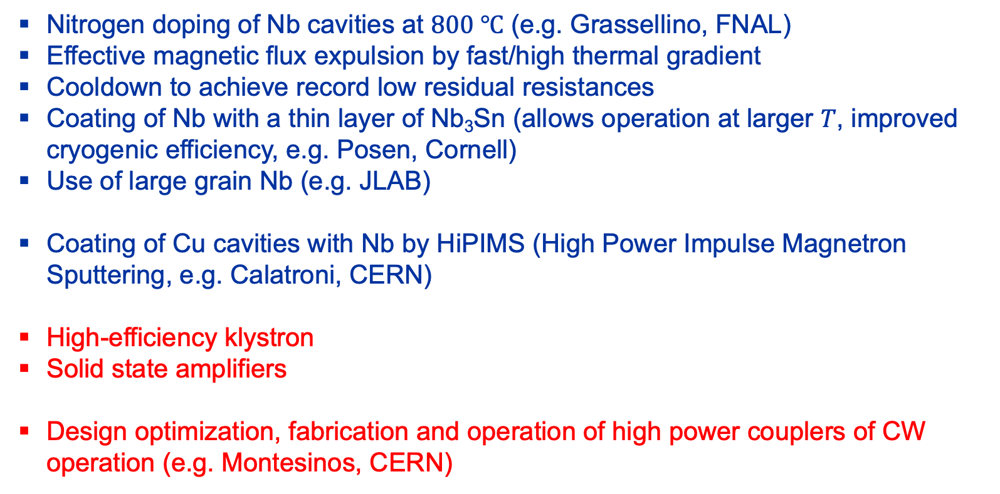 ▪ Nitrogen doping of Nb cavities at 800 °C (e.g. Grassellino, FNAL)
▪ Effective magnetic flux expulsion by fast/high thermal gradient
▪ Cooldown to achieve record low residual resistances
▪ Coating of Nb with a thin layer of Nb₃Sn (allows operation at larger T, improved
cryogenic efficiency, e.g. Posen, Cornell)
▪ Use of large grain Nb (e.g. JLAB)
▪ Coating of Cu cavities with Nb by HiPIMS (High Power Impulse Magnetron
Sputtering, e.g. Calatroni, CERN)
▪ High-efficiency klystron
▪ Solid state amplifiers
▪ Design optimization, fabrication and operation of high power couplers of CW
operation (e.g. Montesinos, CERN)